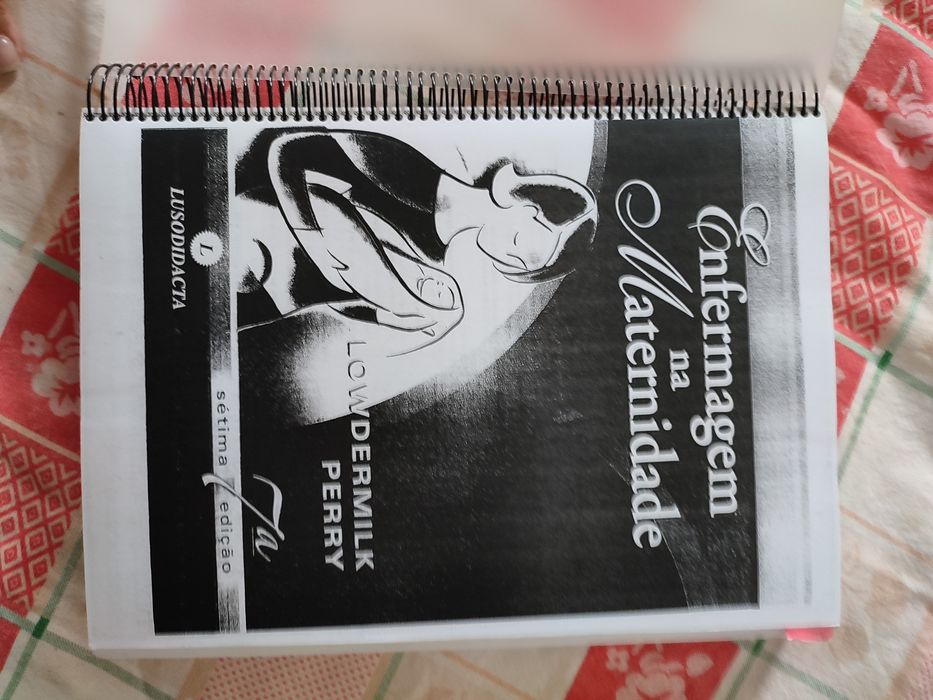 Enfermagem
na
Maternidade
LOWDERMILK
PERRY
7a
sétima edição
L
LUSODIDACTA